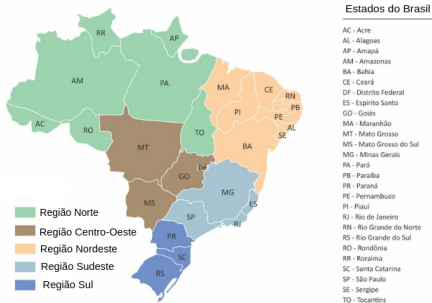 Estados do Brasil
AC - Acre
AL - Alagoas
AP - Amapá
AM - Amazonas
BA - Bahia
CE - Ceará
DF - Distrito Federal
ES - Espírito Santo
GO - Goiás
MA - Maranhão
MT - Mato Grosso
MS - Mato Grosso do Sul
MG - Minas Gerais
PA - Pará
PB - Paraíba
PR - Paraná
PE - Pernambuco
PI - Piauí
RJ - Rio de Janeiro
RN - Rio Grande do Norte
RS - Rio Grande do Sul
RO - Rondônia
RR - Roraima
SC - Santa Catarina
SP - São Paulo
SE - Sergipe
TO - Tocantins
RR
AP
AM
PA
MA
CE
RN
PB
PI
PE
AL
SE
AC
RO
TO
BA
MT
DF
GO
MG
MS
ES
SP
RJ
PR
SC
RS
Região Norte
Região Centro-Oeste
Região Nordeste
Região Sudeste
Região Sul